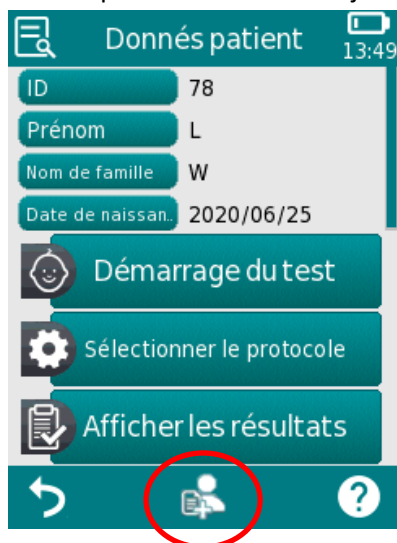 Donnés patient
13:49
ID 78
Prénom L
Nom de famille W
Date de naissan.. 2020/06/25
Démarrage du test
Sélectionner le protocole
Afficher les résultats
?